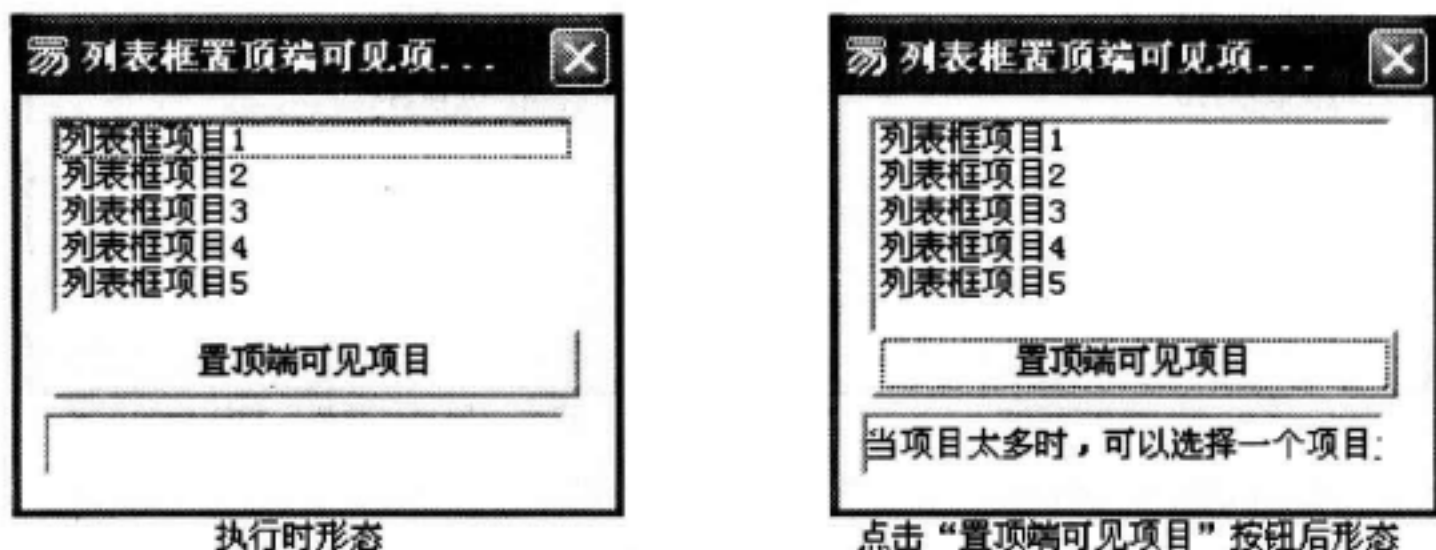 易 列表框置顶端可见项...
列表框项目1
列表框项目2
列表框项目3
列表框项目4
列表框项目5
置顶端可见项目
执行时形态
易 列表框置顶端可见项...
列表框项目1
列表框项目2
列表框项目3
列表框项目4
列表框项目5
置顶端可见项目
当项目太多时，可以选择一个项目
点击“置顶端可见项目”按钮后形态